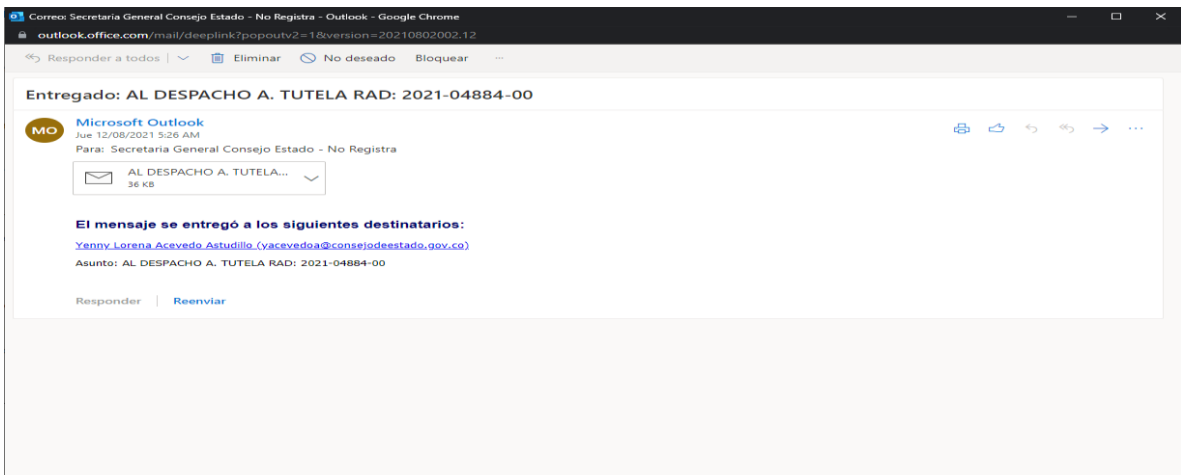 Correo: Secretaria General Consejo Estado - No Registra - Outlook - Google Chrome
outlook.office.com/mail/deeplink?popoutv2=1&version=20210802002.12
Responder a todos Eliminar No deseado Bloquear ...
Entregado: AL DESPACHO A. TUTELA RAD: 2021-04884-00
MO
Microsoft Outlook
Jue 12/08/2021 5:26 AM
Para: Secretaria General Consejo Estado - No Registra
AL DESPACHO A. TUTELA...
36 KB
El mensaje se entregó a los siguientes destinatarios:
Yenny Lorena Acevedo Astudillo (yacevedoa@consejodeestado.gov.co)
Asunto: AL DESPACHO A. TUTELA RAD: 2021-04884-00
Responder Reenviar